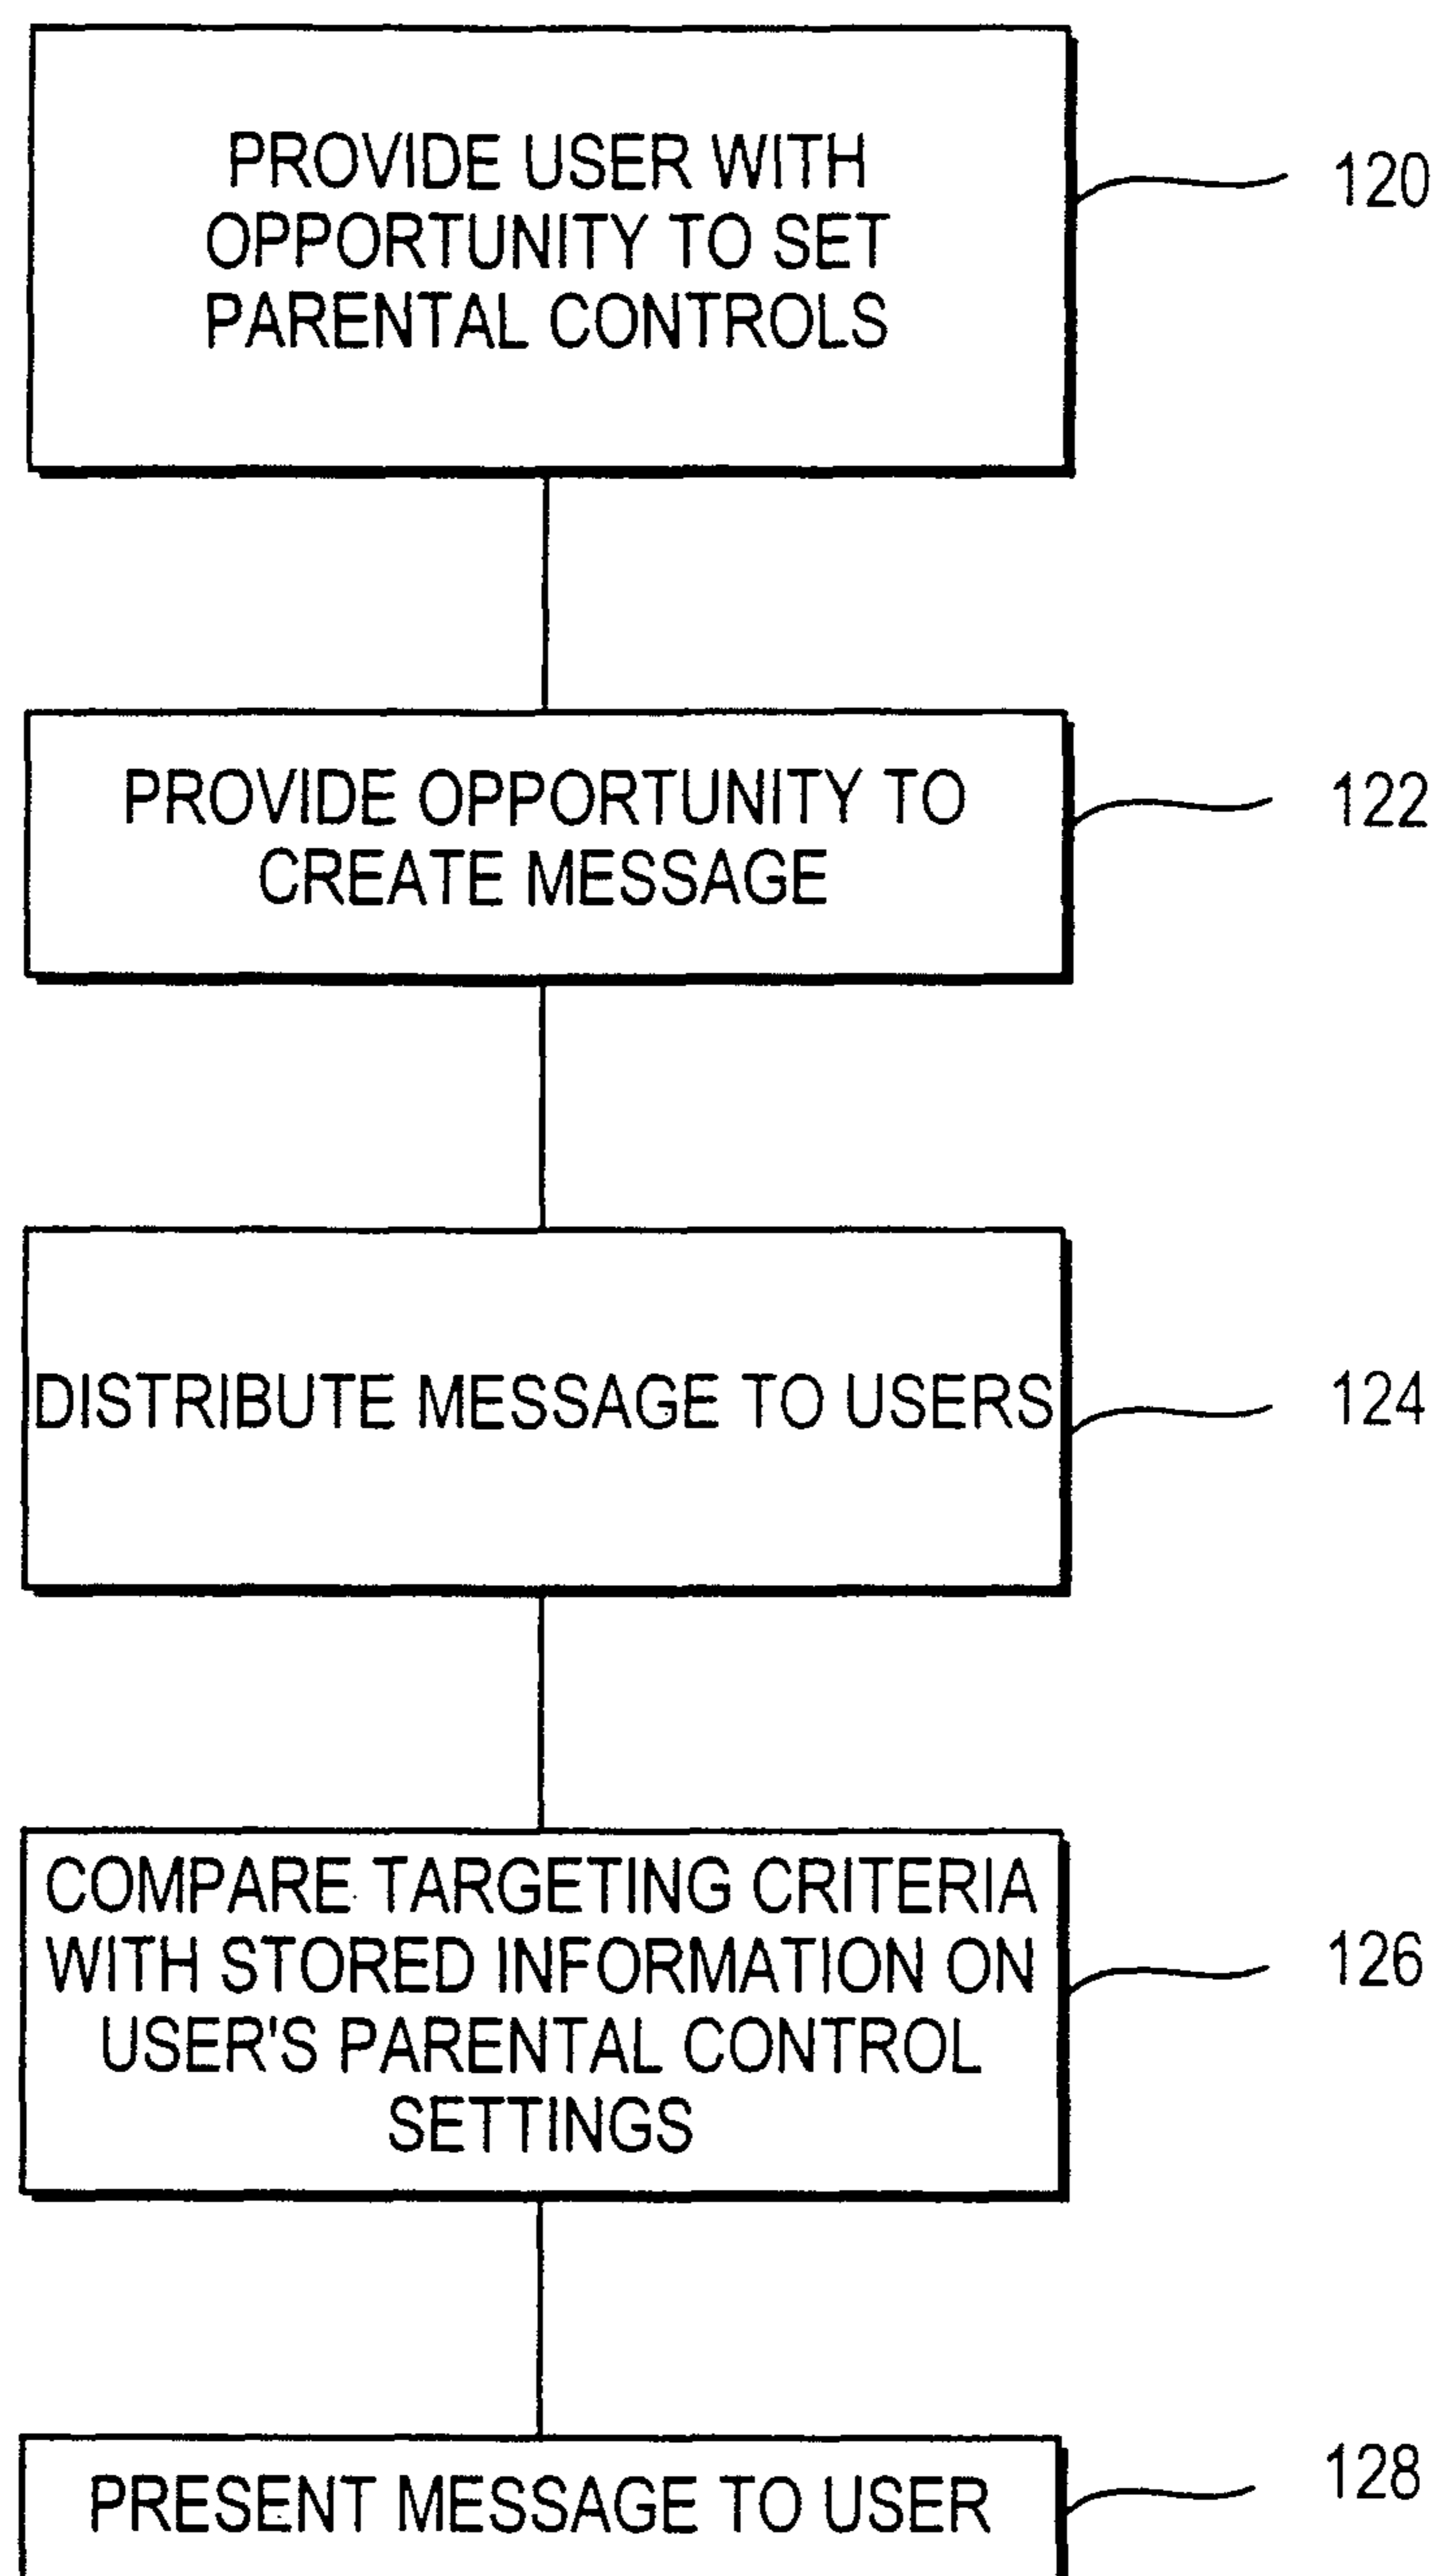 PROVIDE USER WITH
OPPORTUNITY TO SET
PARENTAL CONTROLS
120
PROVIDE OPPORTUNITY TO
CREATE MESSAGE
122
DISTRIBUTE MESSAGE TO USERS
124
COMPARE TARGETING CRITERIA
WITH STORED INFORMATION ON
USER'S PARENTAL CONTROL
SETTINGS
126
PRESENT MESSAGE TO USER
128